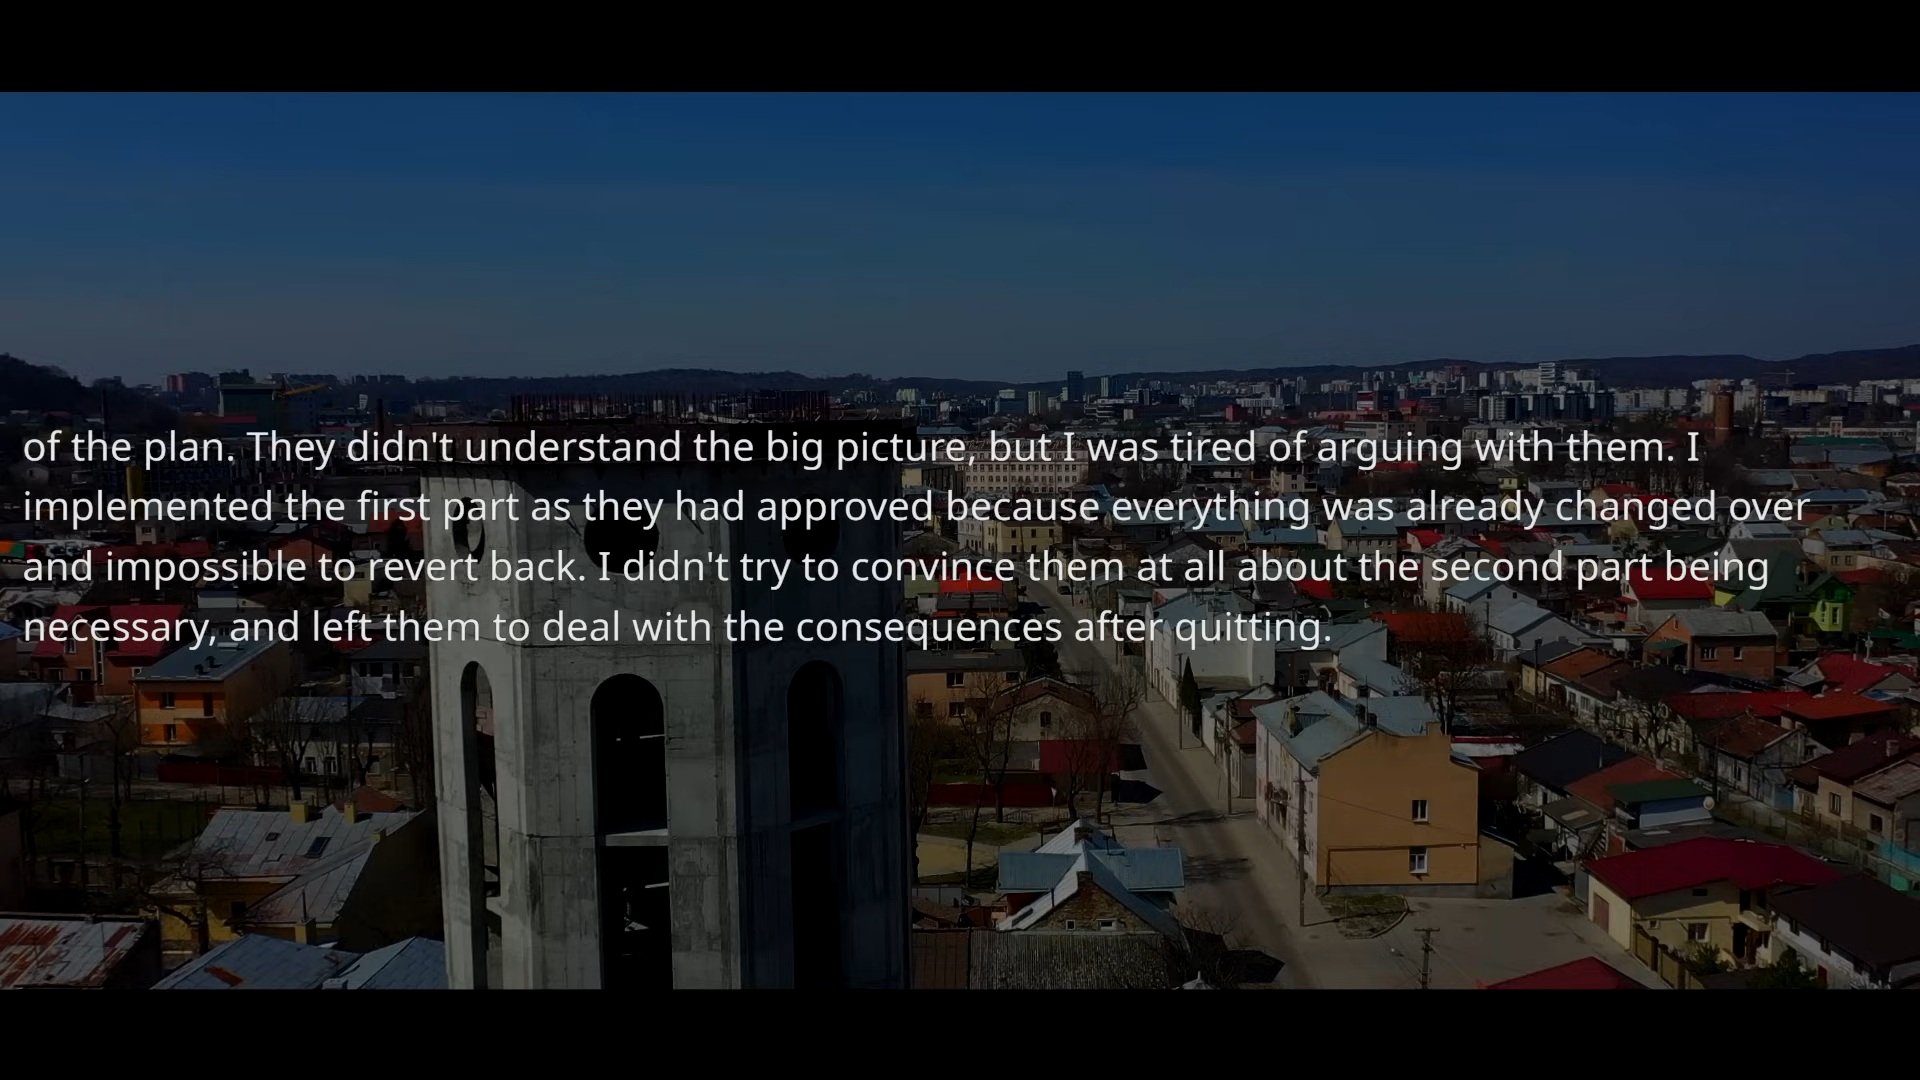 of the plan. They didn't understand the big picture, but I was tired of arguing with them. I
implemented the first part as they had approved because everything was already changed over
and impossible to revert back. I didn't try to convince them at all about the second part being
necessary, and left them to deal with the consequences after quitting.